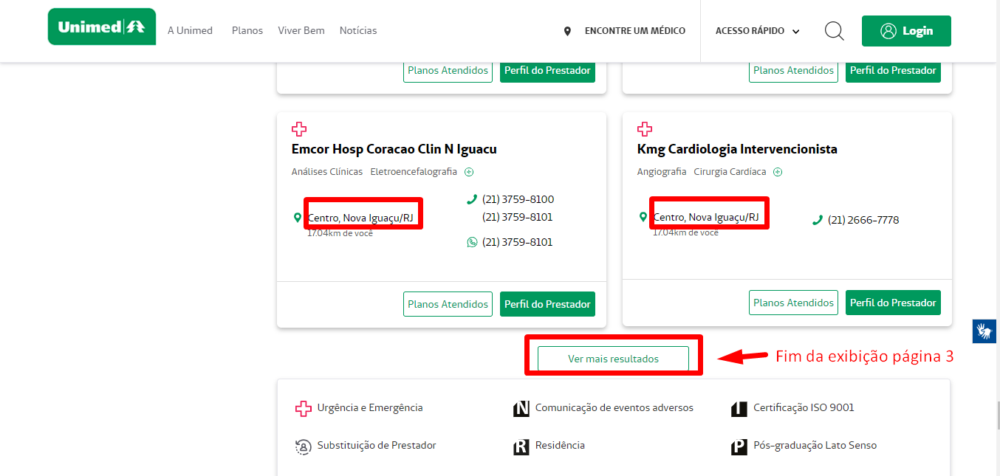 Unimed
A Unimed Planos Viver Bem Notícias
ENCONTRE UM MÉDICO
ACESSO RÁPIDO
Login
Planos Atendidos Perfil do Prestador
Planos Atendidos Perfil do Prestador
Emcor Hosp Coracao Clin N Iguacu
Análises Clínicas Eletroencefalografia
Centro, Nova Iguaçu/RJ
17.04km de você
(21) 3759-8100
(21) 3759-8101
(21) 3759-8101
Planos Atendidos Perfil do Prestador
Kmg Cardiologia Intervencionista
Angiografia Cirurgia Cardíaca
Centro, Nova Iguaçu/RJ
17.04km de você
(21) 2666-7778
Planos Atendidos Perfil do Prestador
Ver mais resultados
Fim da exibição página 3
Urgência e Emergência
N Comunicação de eventos adversos
I Certificação ISO 9001
Substituição de Prestador
R Residência
P Pós-graduação Lato Senso